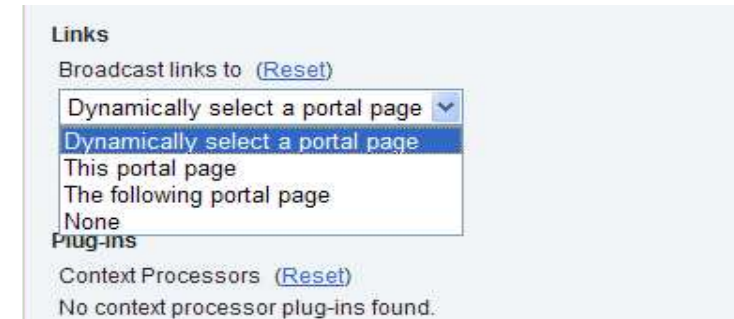 Links
Broadcast links to (Reset)
Dynamically select a portal page
Dynamically select a portal page
This portal page
The following portal page
None
Plug-ins
Context Processors (Reset)
No context processor plug-ins found.